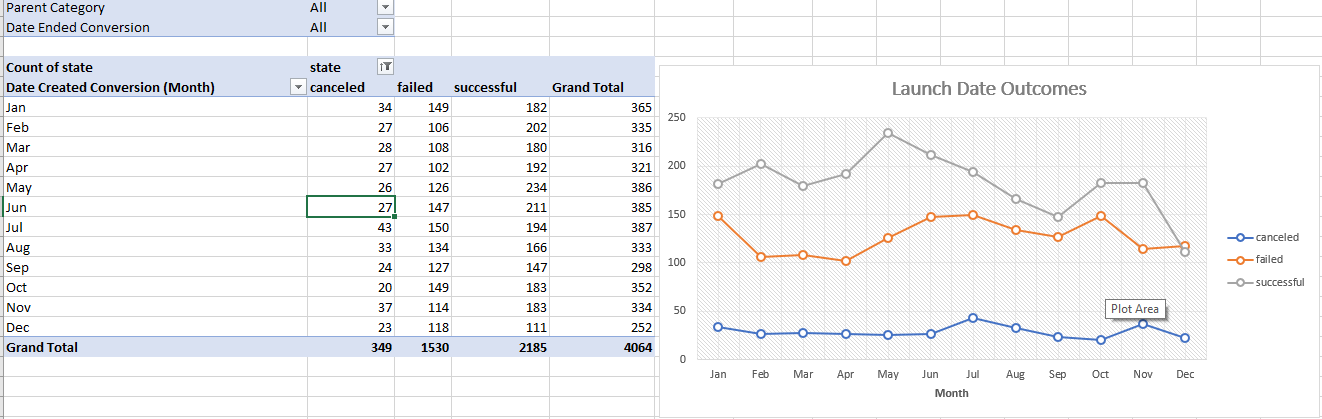 Parent Category All
Date Ended Conversion All
Count of state state
Date Created Conversion (Month) canceled failed successful Grand Total
Jan 34 149 182 365
Feb 27 106 202 335
Mar 28 108 180 316
Apr 27 102 192 321
May 26 126 234 386
Jun 27 147 211 385
Jul 43 150 194 387
Aug 33 134 166 333
Sep 24 127 147 298
Oct 20 149 183 352
Nov 37 114 183 334
Dec 23 118 111 252
Grand Total 349 1530 2185 4064
Launch Date Outcomes
250
200
150
100
50
0
canceled
failed
successful
Plot Area
Jan Feb Mar Apr May Jun Jul Aug Sep Oct Nov Dec
Month